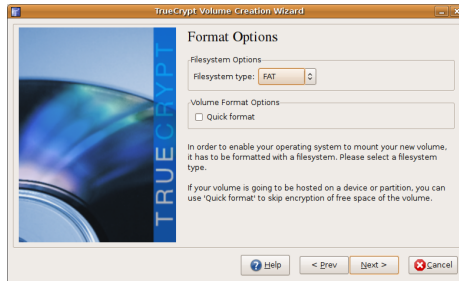 TrueCrypt Volume Creation Wizard
TRUECRYPT
Format Options
Filesystem Options
Filesystem type: FAT
Volume Format Options
Quick format
In order to enable your operating system to mount your new volume,
it has to be formatted with a filesystem. Please select a filesystem
type.
If your volume is going to be hosted on a device or partition, you can
use 'Quick format' to skip encryption of free space of the volume.
Help < Prev Next > Cancel